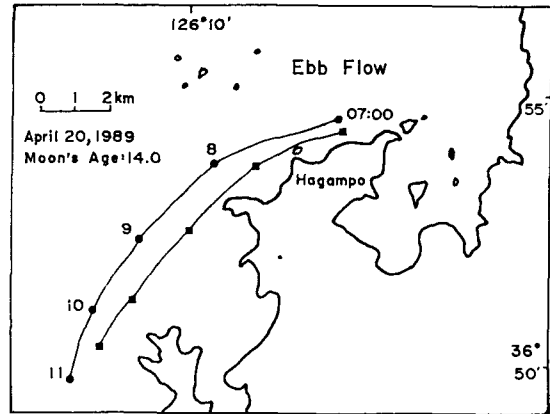 126°10'
Ebb Flow
0 1 2km
07:00
55'
April 20, 1989
Moon's Age:14.0
8
Hagampo
9
10
36°
11
50'